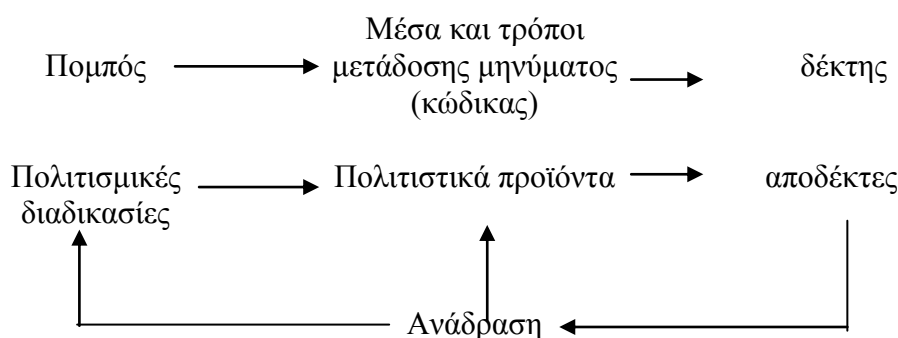 Μέσα και τρόποι
Πομπός μετάδοσης μηνύματος δέκτης
(κώδικας)
Πολιτισμικές Πολιτιστικά προϊόντα αποδέκτες
διαδικασίες
Ανάδραση